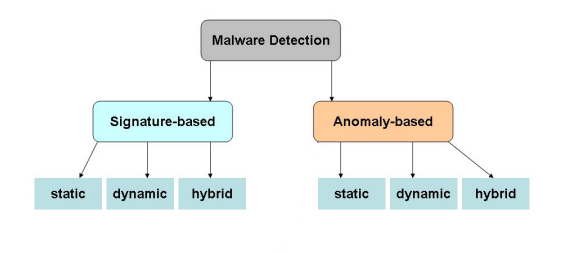 Malware Detection
Signature-based
Anomaly-based
static
dynamic
hybrid
static
dynamic
hybrid